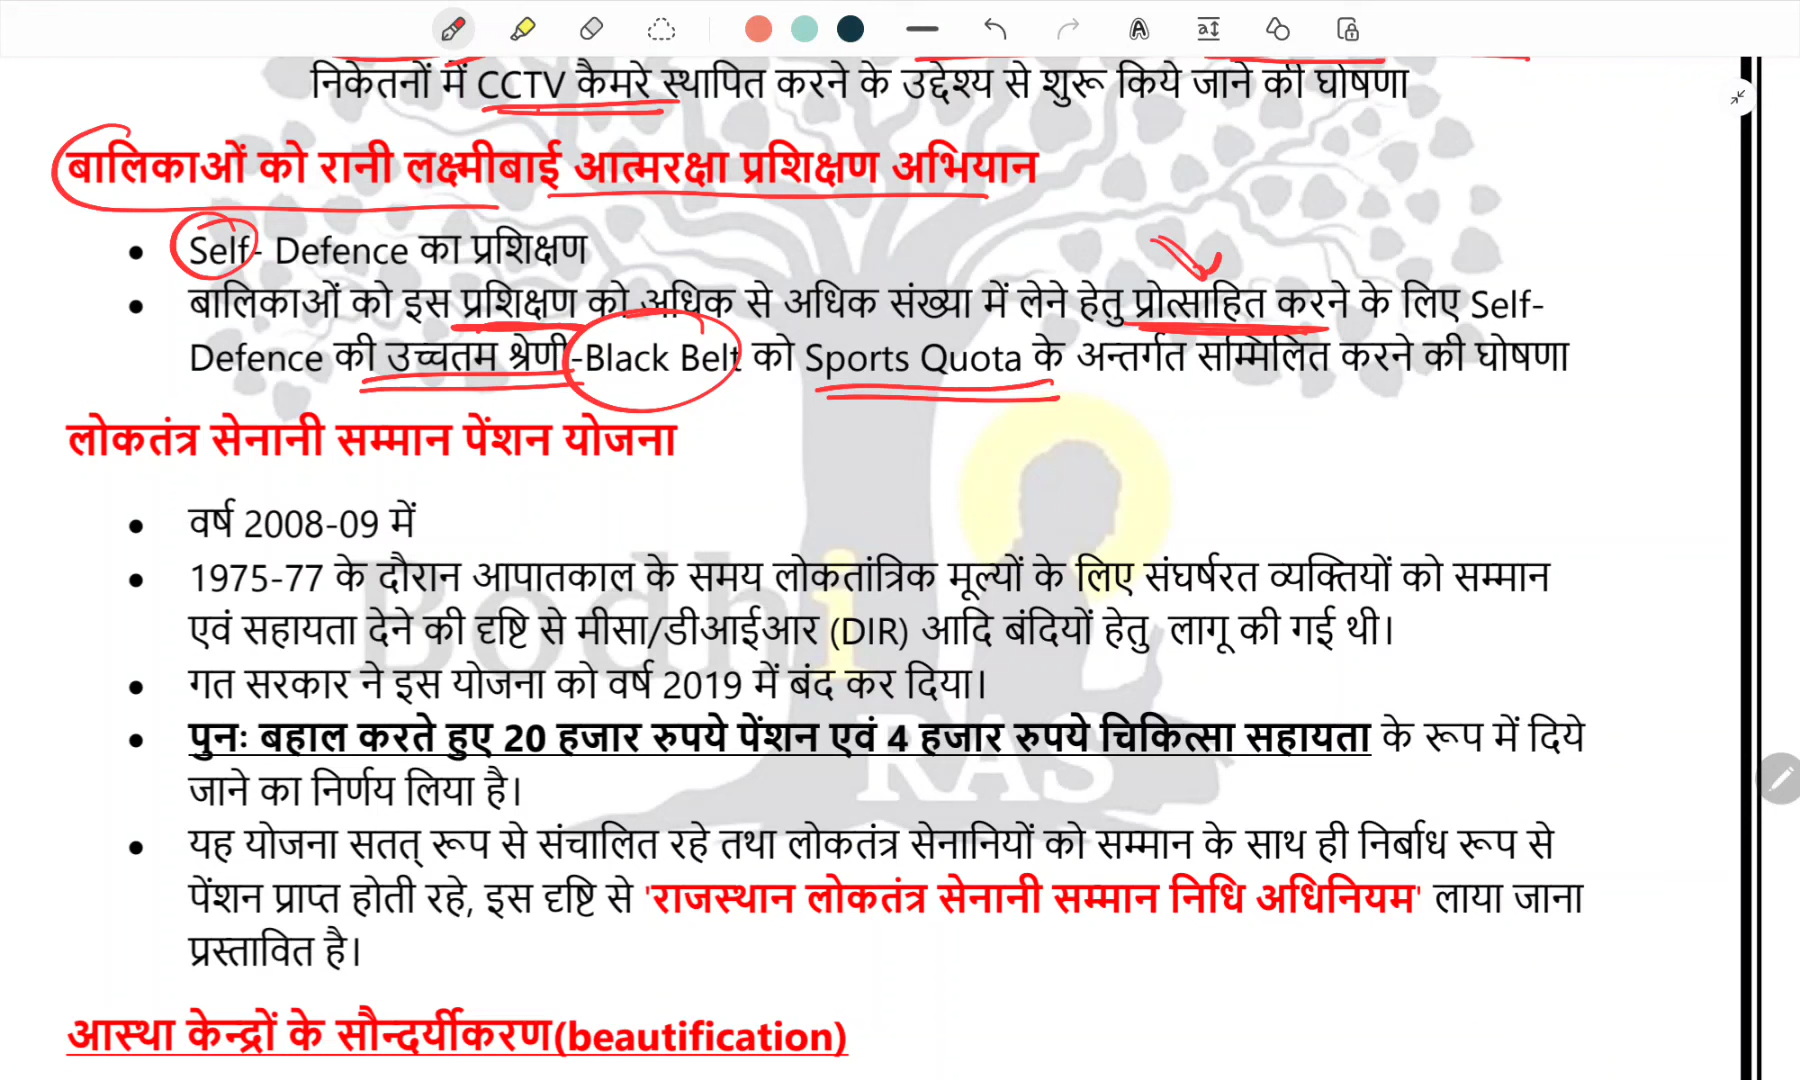 निकेतनों में CCTV कैमरे स्थापित करने के उद्देश्य से शुरू किये जाने की घोषणा
बालिकाओं को रानी लक्ष्मीबाई आत्मरक्षा प्रशिक्षण अभियान
• Self- Defence का प्रशिक्षण
• बालिकाओं को इस प्रशिक्षण को अधिक से अधिक संख्या में लेने हेतु प्रोत्साहित करने के लिए Self-
Defence की उच्चतम श्रेणी-Black Belt को Sports Quota के अन्तर्गत सम्मिलित करने की घोषणा
लोकतंत्र सेनानी सम्मान पेंशन योजना
• वर्ष 2008-09 में
• 1975-77 के दौरान आपातकाल के समय लोकतांत्रिक मूल्यों के लिए संघर्षरत व्यक्तियों को सम्मान
एवं सहायता देने की दृष्टि से मीसा/डीआईआर (DIR) आदि बंदियों हेतु लागू की गई थी।
• गत सरकार ने इस योजना को वर्ष 2019 में बंद कर दिया।
• पुनः बहाल करते हुए 20 हजार रुपये पेंशन एवं 4 हजार रुपये चिकित्सा सहायता के रूप में दिये
जाने का निर्णय लिया है।
• यह योजना सतत् रूप से संचालित रहे तथा लोकतंत्र सेनानियों को सम्मान के साथ ही निर्बाध रूप से
पेंशन प्राप्त होती रहे, इस दृष्टि से 'राजस्थान लोकतंत्र सेनानी सम्मान निधि अधिनियम' लाया जाना
प्रस्तावित है।
आस्था केन्द्रों के सौन्दर्यीकरण(beautification)
Bodhi
RAS